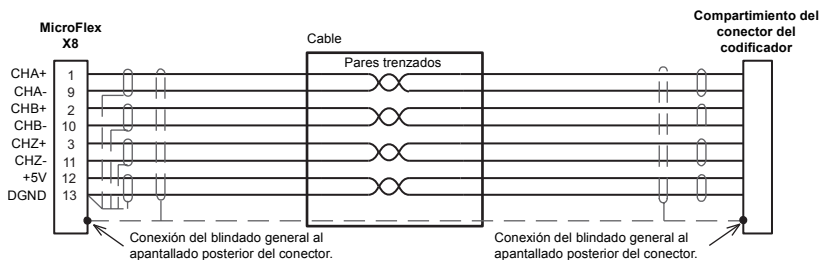 MicroFlex
X8
Cable
Compartimiento del
conector del
codificador
Pares trenzados
CHA+ 1
CHA- 9
CHB+ 2
CHB- 10
CHZ+ 3
CHZ- 11
+5V 12
DGND 13
Conexión del blindado general al
apantallado posterior del conector.
Conexión del blindado general al
apantallado posterior del conector.